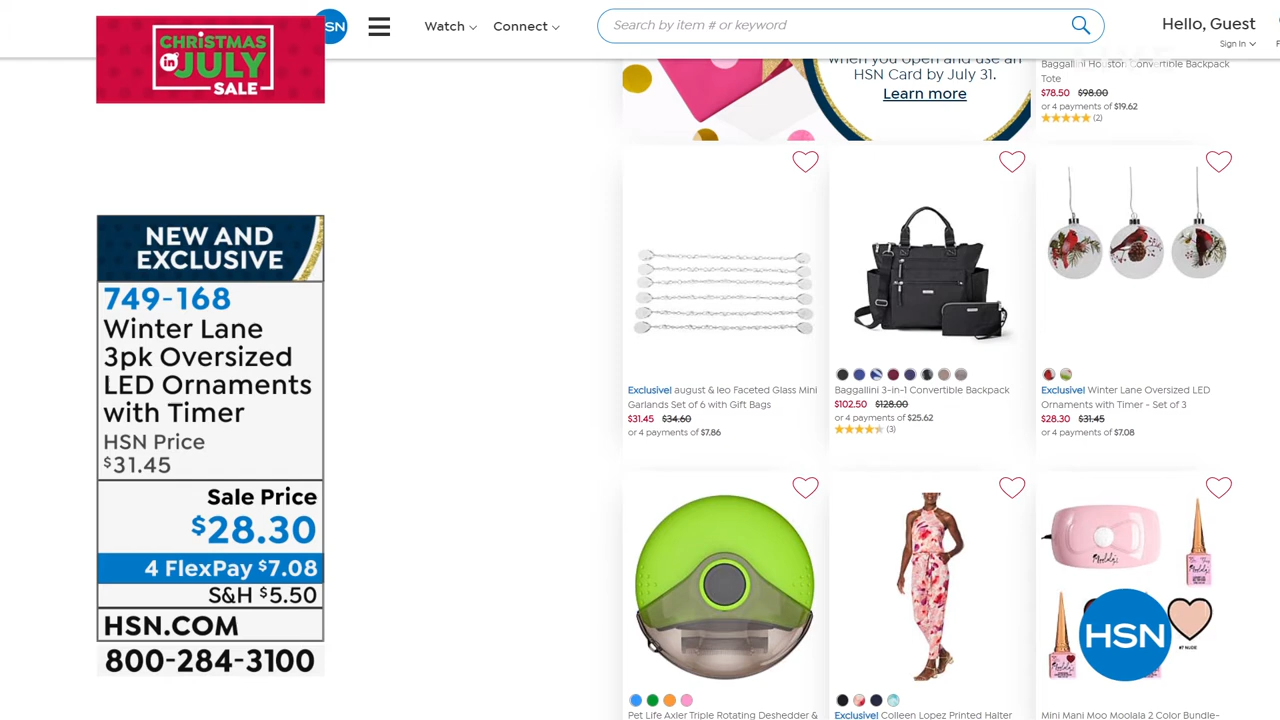 CHRISTMAS
in
JULY
SALE
HSN
Watch
Connect
Search by item # or keyword
Hello, Guest
Sign In
NEW AND
EXCLUSIVE
749-168
Winter Lane
3pk Oversized
LED Ornaments
with Timer
HSN Price
$31.45
Sale Price
$28.30
4 FlexPay $7.08
S&H $5.50
HSN.COM
800-284-3100
when you open and use an
HSN Card by July 31.
Learn more
Baggallini Houston Convertible Backpack
Tote
$78.50 $98.00
or 4 payments of $19.62
(2)
Exclusive! august & leo Faceted Glass Mini
Garlands Set of 6 with Gift Bags
$31.45 $34.60
or 4 payments of $7.86
Baggallini 3-in-1 Convertible Backpack
$102.50 $128.00
or 4 payments of $25.62
(3)
Exclusive! Winter Lane Oversized LED
Ornaments with Timer - Set of 3
$28.30 $31.45
or 4 payments of $7.08
Moolala
#7 NUDE
HSN
Pet Life Axler Triple Rotating Deshedder &
Exclusive! Colleen Lopez Printed Halter
Mini Mani Moo Moolala 2 Color Bundle-